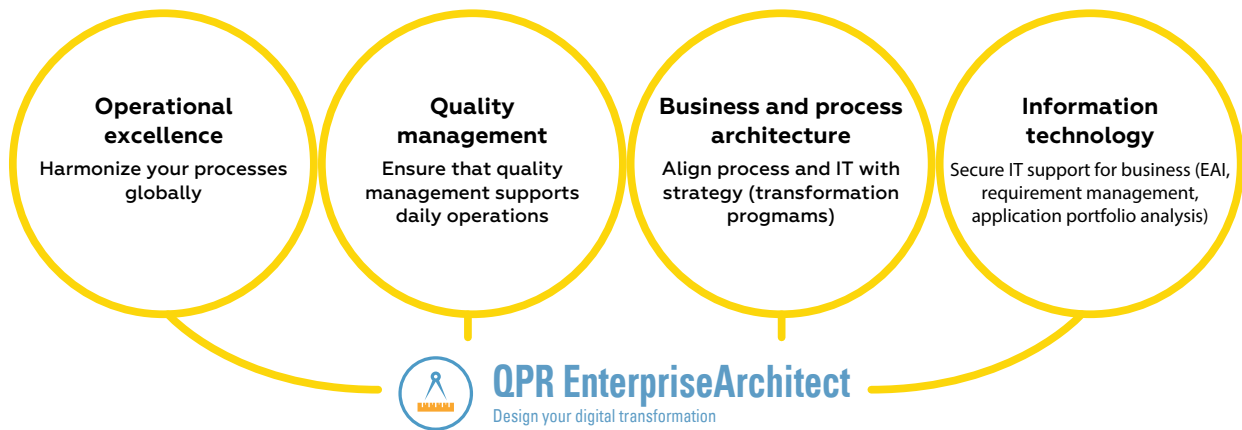 Operational
excellence
Harmonize your processes
globally
Quality
management
Ensure that quality
management supports
daily operations
Business and process
architecture
Align process and IT with
strategy (transformation
progmams)
Information
technology
Secure IT support for business (EAI,
requirement management,
application portfolio analysis)
QPR EnterpriseArchitect
Design your digital transformation